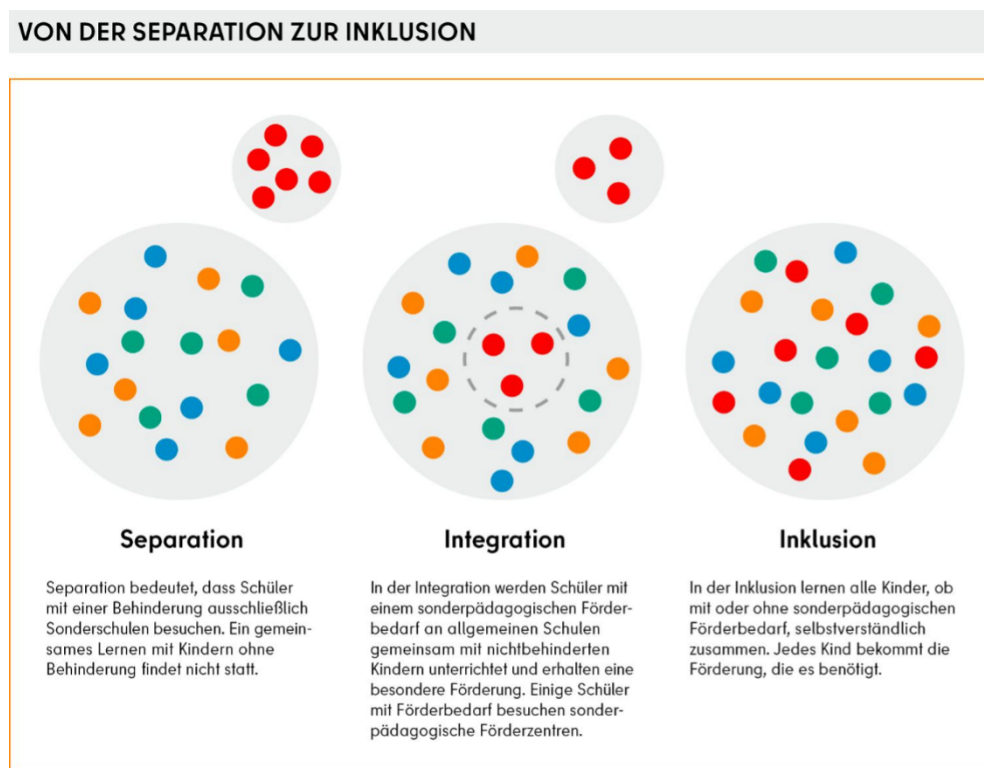 VON DER SEPARATION ZUR INKLUSION
Separation
Separation bedeutet, dass Schüler
mit einer Behinderung ausschließlich
Sonderschulen besuchen. Ein gemein-
sames Lernen mit Kindern ohne
Behinderung findet nicht statt.
Integration
In der Integration werden Schüler mit
einem sonderpädagogischen Förder-
bedarf an allgemeinen Schulen
gemeinsam mit nichtbehinderten
Kindern unterrichtet und erhalten eine
besondere Förderung. Einige Schüler
mit Förderbedarf besuchen sonder-
pädagogische Förderzentren.
Inklusion
In der Inklusion lernen alle Kinder, ob
mit oder ohne sonderpädagogischen
Förderbedarf, selbstverständlich
zusammen. Jedes Kind bekommt die
Förderung, die es benötigt.